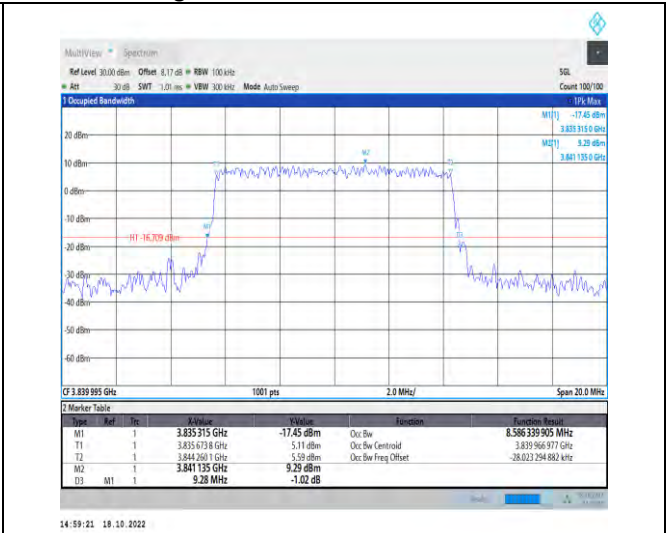 MultiView Spectrum
Ref Level 30.00 dBm Offset 8.17 dB RBW 100 kHz SGL
Att 30 dB SWT 1.01 ms VBW 300 kHz Mode Auto Sweep Count 100/100
1 Occupied Bandwidth 1Pk Max
M1[1] -17.45 dBm
3.835 315 0 GHz
M2[1] 9.29 dBm
3.841 135 0 GHz
20 dBm
M2
10 dBm
T1 T2
0 dBm
-10 dBm
M1
H1 -16.709 dBm
D3
-20 dBm
-30 dBm
-40 dBm
-50 dBm
-60 dBm
CF 3.839 995 GHz 1001 pts 2.0 MHz/ Span 20.0 MHz
2 Marker Table
Type Ref Trc X-Value Y-Value Function Function Result
M1 1 3.835 315 GHz -17.45 dBm Occ Bw 8.586 339 905 MHz
T1 1 3.835 673 8 GHz 5.11 dBm Occ Bw Centroid 3.839 966 977 GHz
T2 1 3.844 260 1 GHz 5.59 dBm Occ Bw Freq Offset -28.023 294 882 kHz
M2 1 3.841 135 GHz 9.29 dBm
D3 M1 1 9.28 MHz -1.02 dB
14:59:21 18.10.2022